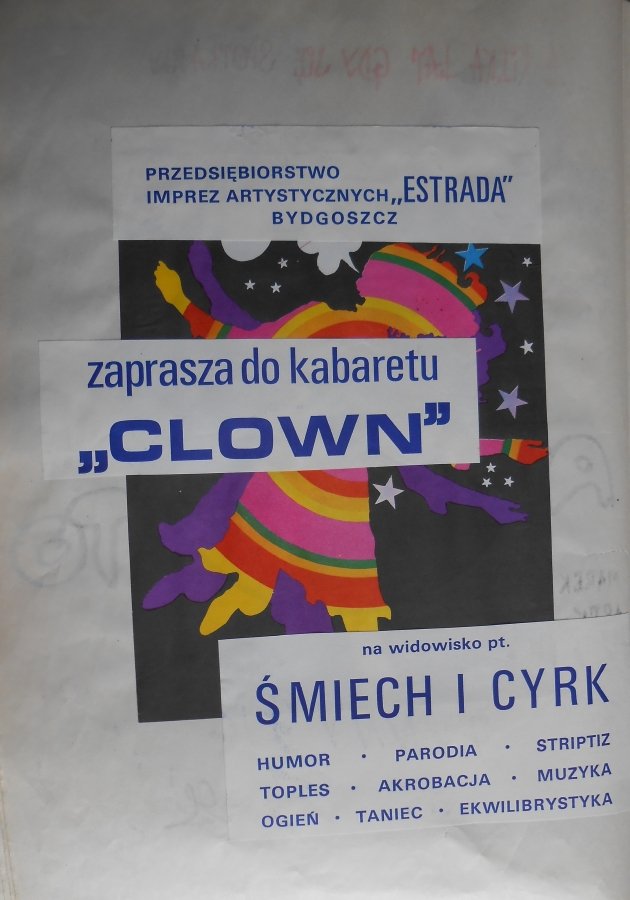 PRZEDSIĘBIORSTWO
IMPREZ ARTYSTYCZNYCH „ESTRADA”
BYDGOSZCZ
zaprasza do kabaretu
„CLOWN”
na widowisko pt.
ŚMIECH I CYRK
HUMOR • PARODIA • STRIPTIZ
TOPLES • AKROBACJA • MUZYKA
OGIEŃ • TANIEC • EKWILIBRYSTYKA